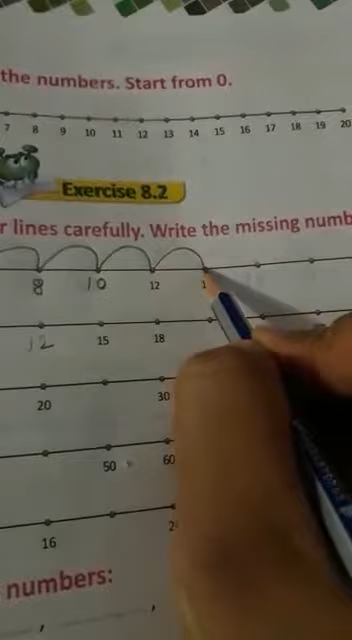 the numbers. Start from 0.
7 8 9 10 11 12 13 14 15 16 17 18 19 20
Exercise 8.2
r lines carefully. Write the missing numb
8 10 12 1
12 15 18
20 30
50 60
16 2
numbers:
, ,